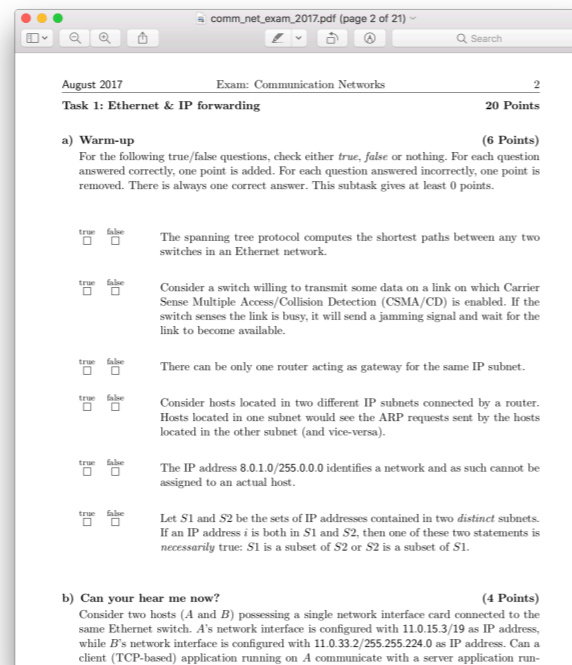 comm_net_exam_2017.pdf (page 2 of 21)
Search
August 2017 Exam: Communication Networks 2
Task 1: Ethernet & IP forwarding 20 Points
a) Warm-up (6 Points)
For the following true/false questions, check either true, false or nothing. For each question
answered correctly, one point is added. For each question answered incorrectly, one point is
removed. There is always one correct answer. This subtask gives at least 0 points.
true false
The spanning tree protocol computes the shortest paths between any two
switches in an Ethernet network.
true false
Consider a switch willing to transmit some data on a link on which Carrier
Sense Multiple Access/Collision Detection (CSMA/CD) is enabled. If the
switch senses the link is busy, it will send a jamming signal and wait for the
link to become available.
true false
There can be only one router acting as gateway for the same IP subnet.
true false
Consider hosts located in two different IP subnets connected by a router.
Hosts located in one subnet would see the ARP requests sent by the hosts
located in the other subnet (and vice-versa).
true false
The IP address 8.0.1.0/255.0.0.0 identifies a network and as such cannot be
assigned to an actual host.
true false
Let S1 and S2 be the sets of IP addresses contained in two distinct subnets.
If an IP address i is both in S1 and S2, then one of these two statements is
necessarily true: S1 is a subset of S2 or S2 is a subset of S1.
b) Can your hear me now? (4 Points)
Consider two hosts (A and B) possessing a single network interface card connected to the
same Ethernet switch. A's network interface is configured with 11.0.15.3/19 as IP address,
while B's network interface is configured with 11.0.33.2/255.255.224.0 as IP address. Can a
client (TCP-based) application running on A communicate with a server application run-